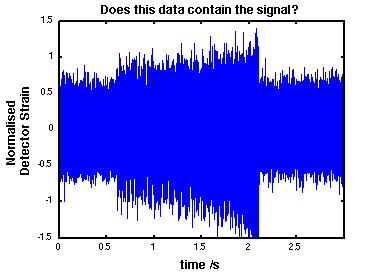 Does this data contain the signal?
Normalised
Detector Strain
1.5
1
0.5
0
-0.5
-1
-1.5
0 0.5 1 1.5 2 2.5
time /s